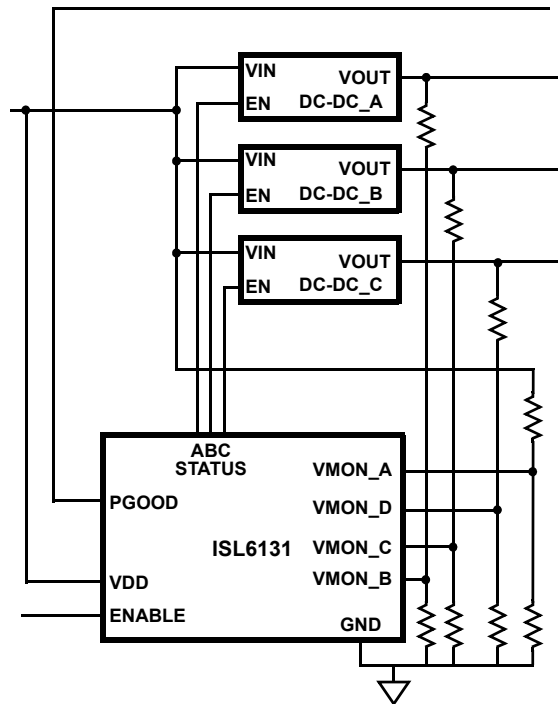 VIN
VOUT
EN
DC-DC_A
VIN
VOUT
EN
DC-DC_B
VIN
VOUT
EN
DC-DC_C
ABC
STATUS
VMON_A
PGOOD
VMON_D
ISL6131
VMON_C
VDD
VMON_B
ENABLE
GND